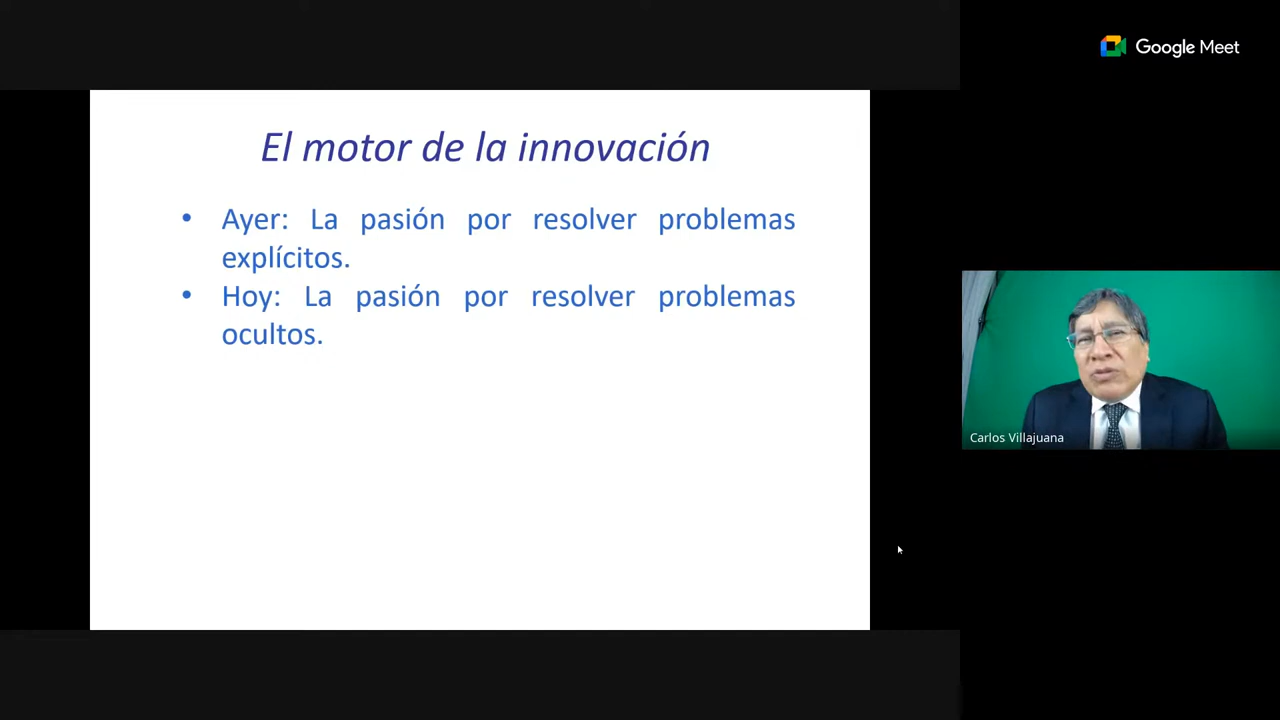 Google Meet
El motor de la innovación
• Ayer: La pasión por resolver problemas
explícitos.
• Hoy: La pasión por resolver problemas
ocultos.
Carlos Villajuana